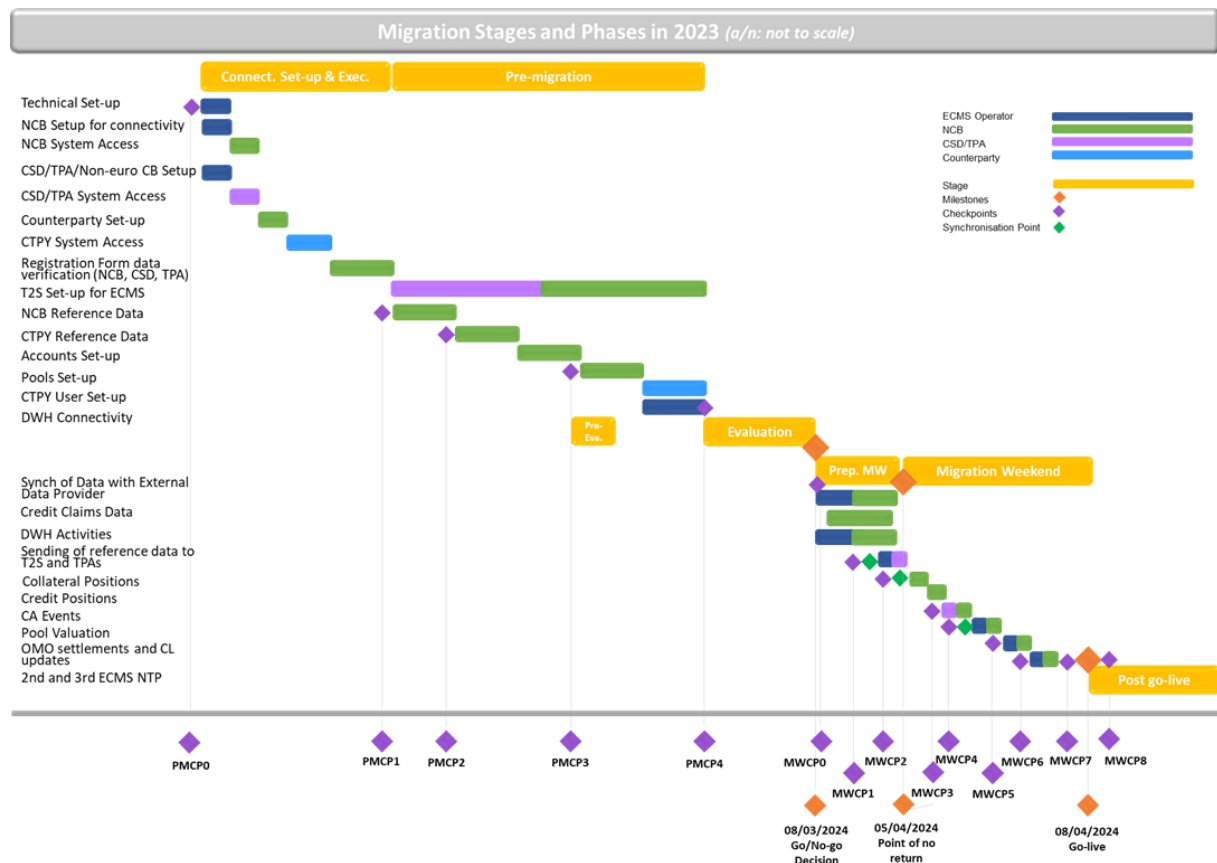 Migration Stages and Phases in 2023 (a/n: not to scale)
Connect. Set-up & Exec.
Pre-migration
Technical Set-up
NCB Setup for connectivity
NCB System Access
CSD/TPA/Non-euro CB Setup
CSD/TPA System Access
Counterparty Set-up
CTPY System Access
Registration Form data
verification (NCB, CSD, TPA)
T2S Set-up for ECMS
NCB Reference Data
CTPY Reference Data
Accounts Set-up
Pools Set-up
CTPY User Set-up
DWH Connectivity
ECMS Operator
NCB
CSD/TPA
Counterparty
Stage
Milestones
Checkpoints
Synchronisation Point
Pre-
Eva.
Evaluation
Prep. MW
Migration Weekend
Synch of Data with External
Data Provider
Credit Claims Data
DWH Activities
Sending of reference data to
T2S and TPAs
Collateral Positions
Credit Positions
CA Events
Pool Valuation
OMO settlements and CL
updates
2nd and 3rd ECMS NTP
Post go-live
PMCP0
PMCP1
PMCP2
PMCP3
PMCP4
MWCP0
MWCP1
MWCP2
MWCP3
MWCP4
MWCP5
MWCP6
MWCP7
MWCP8
08/03/2024
Go/No-go
Decision
05/04/2024
Point of no
return
08/04/2024
Go-live